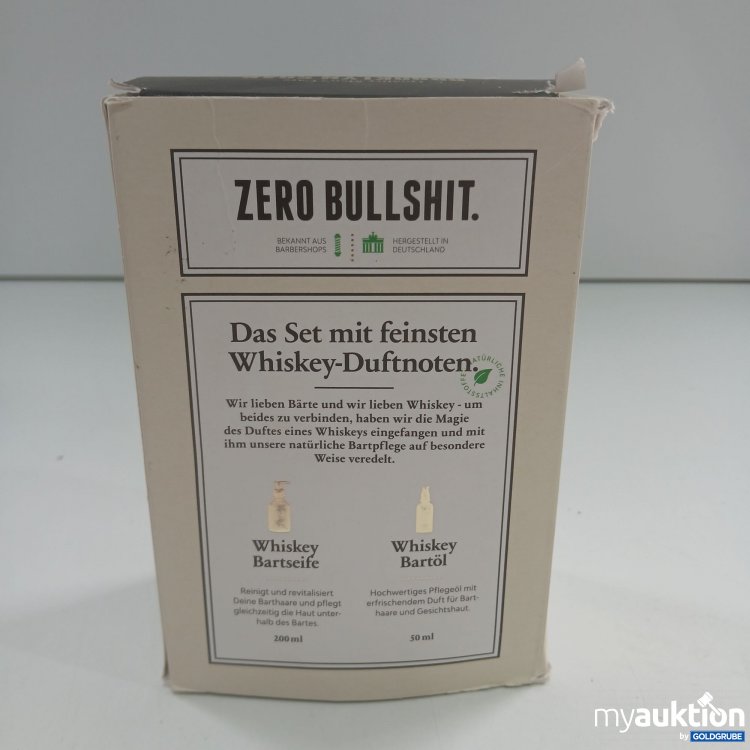 ZERO BULLSHIT.
BEKANNT AUS
BARBERSHOPS
HERGESTELLT IN
DEUTSCHLAND
Das Set mit feinsten
Whiskey-Duftnoten.
NATÜRLICHE
INHALTSSTOFFE
Wir lieben Bärte und wir lieben Whiskey - um
beides zu verbinden, haben wir die Magie
des Duftes eines Whiskeys eingefangen und mit
ihm unsere natürliche Bartpflege auf besondere
Weise veredelt.
Whiskey
Bartseife
Reinigt und revitalisiert
Deine Barthaare und pflegt
gleichzeitig die Haut unter-
halb des Bartes.
200 ml
Whiskey
Bartöl
Hochwertiges Pflegeöl mit
erfrischendem Duft für Bart-
haare und Gesichtshaut.
50 ml
myauktion
by GOLDGRUBE